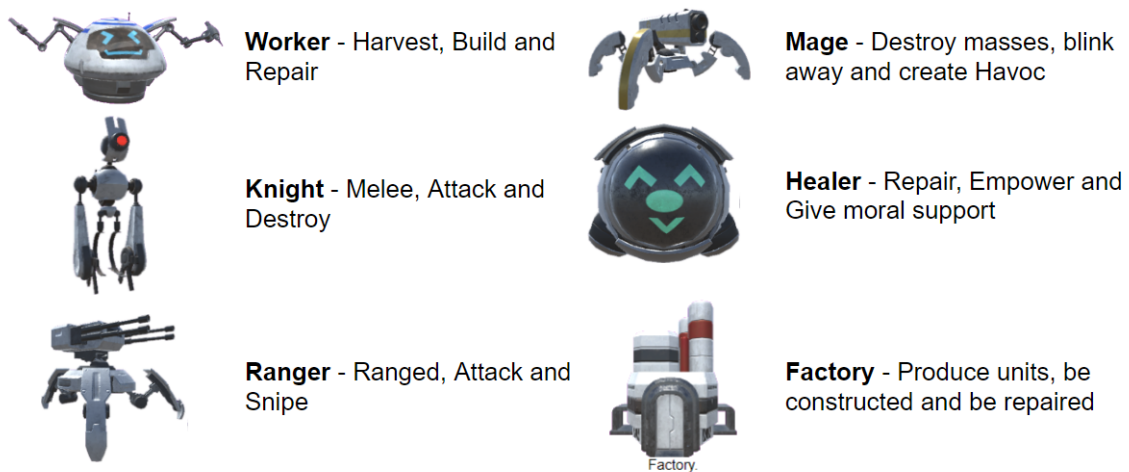 Worker - Harvest, Build and
Repair
Mage - Destroy masses, blink
away and create Havoc
Knight - Melee, Attack and
Destroy
Healer - Repair, Empower and
Give moral support
Ranger - Ranged, Attack and
Snipe
Factory - Produce units, be
constructed and be repaired
Factory.